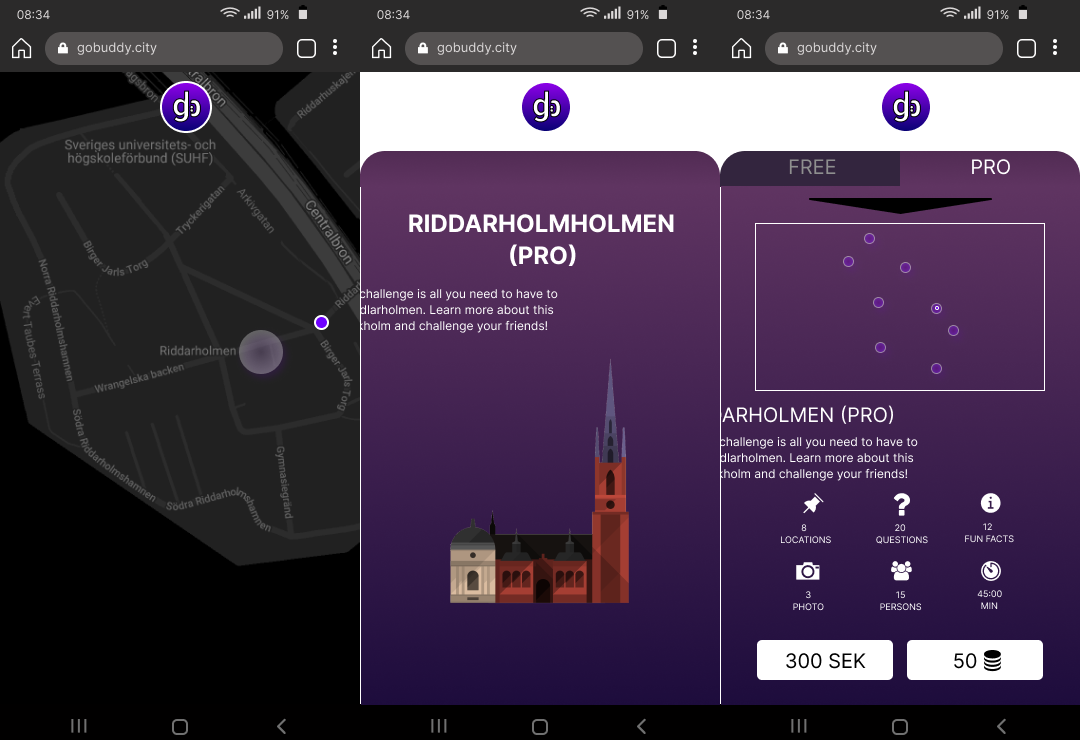 08:34
91%
gobuddy.city
gb
ågsbron
Centralbron
Riddarhuskajen
Sveriges universitets- och
högskoleförbund (SUHF)
Tryckerigatan
Arkivgatan
Centralbron
Birger Jarls Torg
Norra Riddarholmshamnen
Evert Taubes Terrass
Riddar
Riddarholmen
Birger Jarls Torg
Wrangelska backen
Södra Riddarholmshamnen
Gymnasiegränd
Södra Riddarholmshamnen
08:34
91%
gobuddy.city
gb
RIDDARHOLMHOLMEN
(PRO)
challenge is all you need to have to
dlarholmen. Learn more about this
kholm and challenge your friends!
08:34
91%
gobuddy.city
gb
FREE
PRO
ARHOLMEN (PRO)
challenge is all you need to have to
dlarholmen. Learn more about this
kholm and challenge your friends!
8
LOCATIONS
20
QUESTIONS
12
FUN FACTS
3
PHOTO
15
PERSONS
45:00
MIN
300 SEK
50